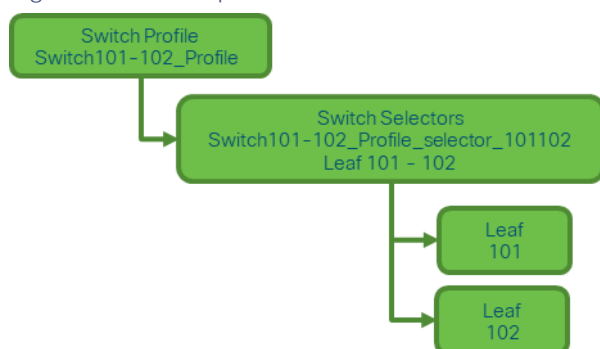 Switch Profile
Switch101-102_Profile
Switch Selectors
Switch101-102_Profile_selector_101102
Leaf 101 - 102
Leaf
101
Leaf
102